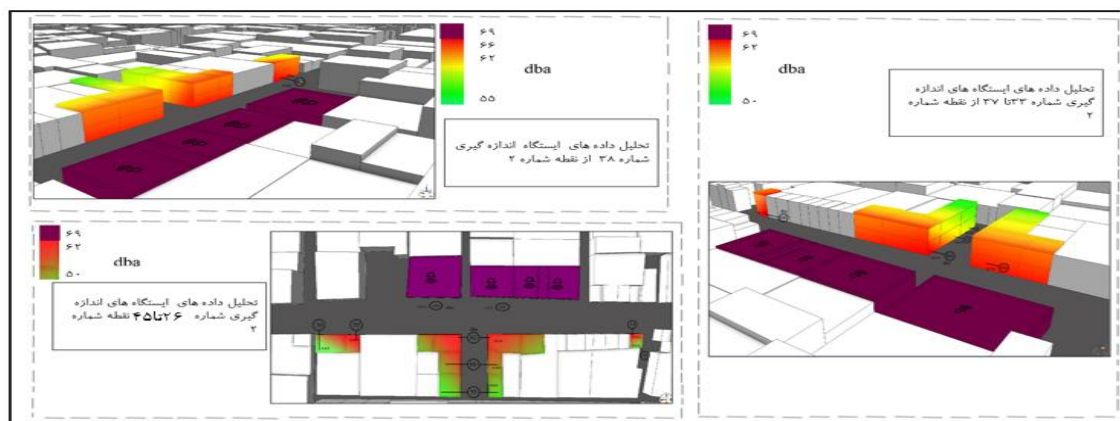 ۶۹
۶۶
۶۲
dba
۵۵
تحلیل داده های ایستگاه اندازه گیری
شماره ۳۸ از نقطه شماره ۲
۶۹
۶۲
dba
۵۰
تحلیل داده های ایستگاه های اندازه
گیری شماره ۳۳تا ۳۷ از نقطه شماره
۲
۶۹
۶۲
dba
۵۰
تحلیل داده های ایستگاه های اندازه
گیری شماره ۲۶تا۴۵ نقطه شماره
۲